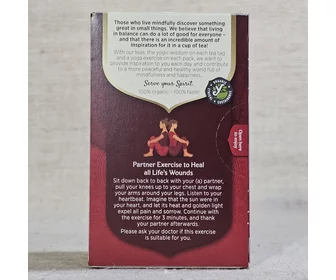 Those who live mindfully discover something
great in small things. We believe that living
in balance can do a lot of good for everyone –
and that there is an incredible amount of
inspiration for it in a cup of tea!
With our teas, the yogi wisdom on each tea tag
and a yoga exercise on each pack, we want
to provide inspiration to you each day and contribute
to a more peaceful and healthy world full of
mindfulness and happiness.
Serve your Spirit.
100% organic | 100% taste
Open here
to enjoy
Partner Exercise to Heal
all Life's Wounds
Sit down back to back with your (a) partner,
pull your knees up to your chest and wrap
your arms around your legs. Listen to your
heartbeat. Imagine that the sun were in
your heart, and let its heat and golden light
expel all pain and sorrow. Continue with
the exercise for 3 minutes, and thank
your partner afterwards.
Please ask your doctor if this exercise
is suitable for you.